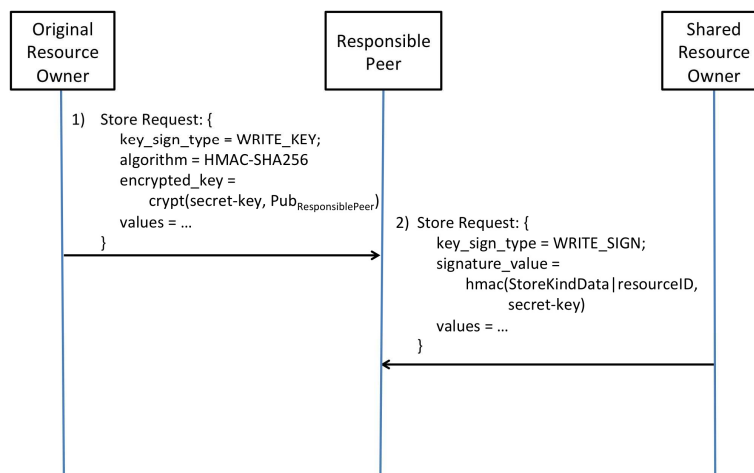 Original
Resource
Owner
Responsible
Peer
Shared
Resource
Owner
1) Store Request: {
key_sign_type = WRITE_KEY;
algorithm = HMAC-SHA256
encrypted_key =
crypt(secret-key, Pub_ResponsiblePeer)
values = ...
}
2) Store Request: {
key_sign_type = WRITE_SIGN;
signature_value =
hmac(StoreKindData|resourceID,
secret-key)
values = ...
}